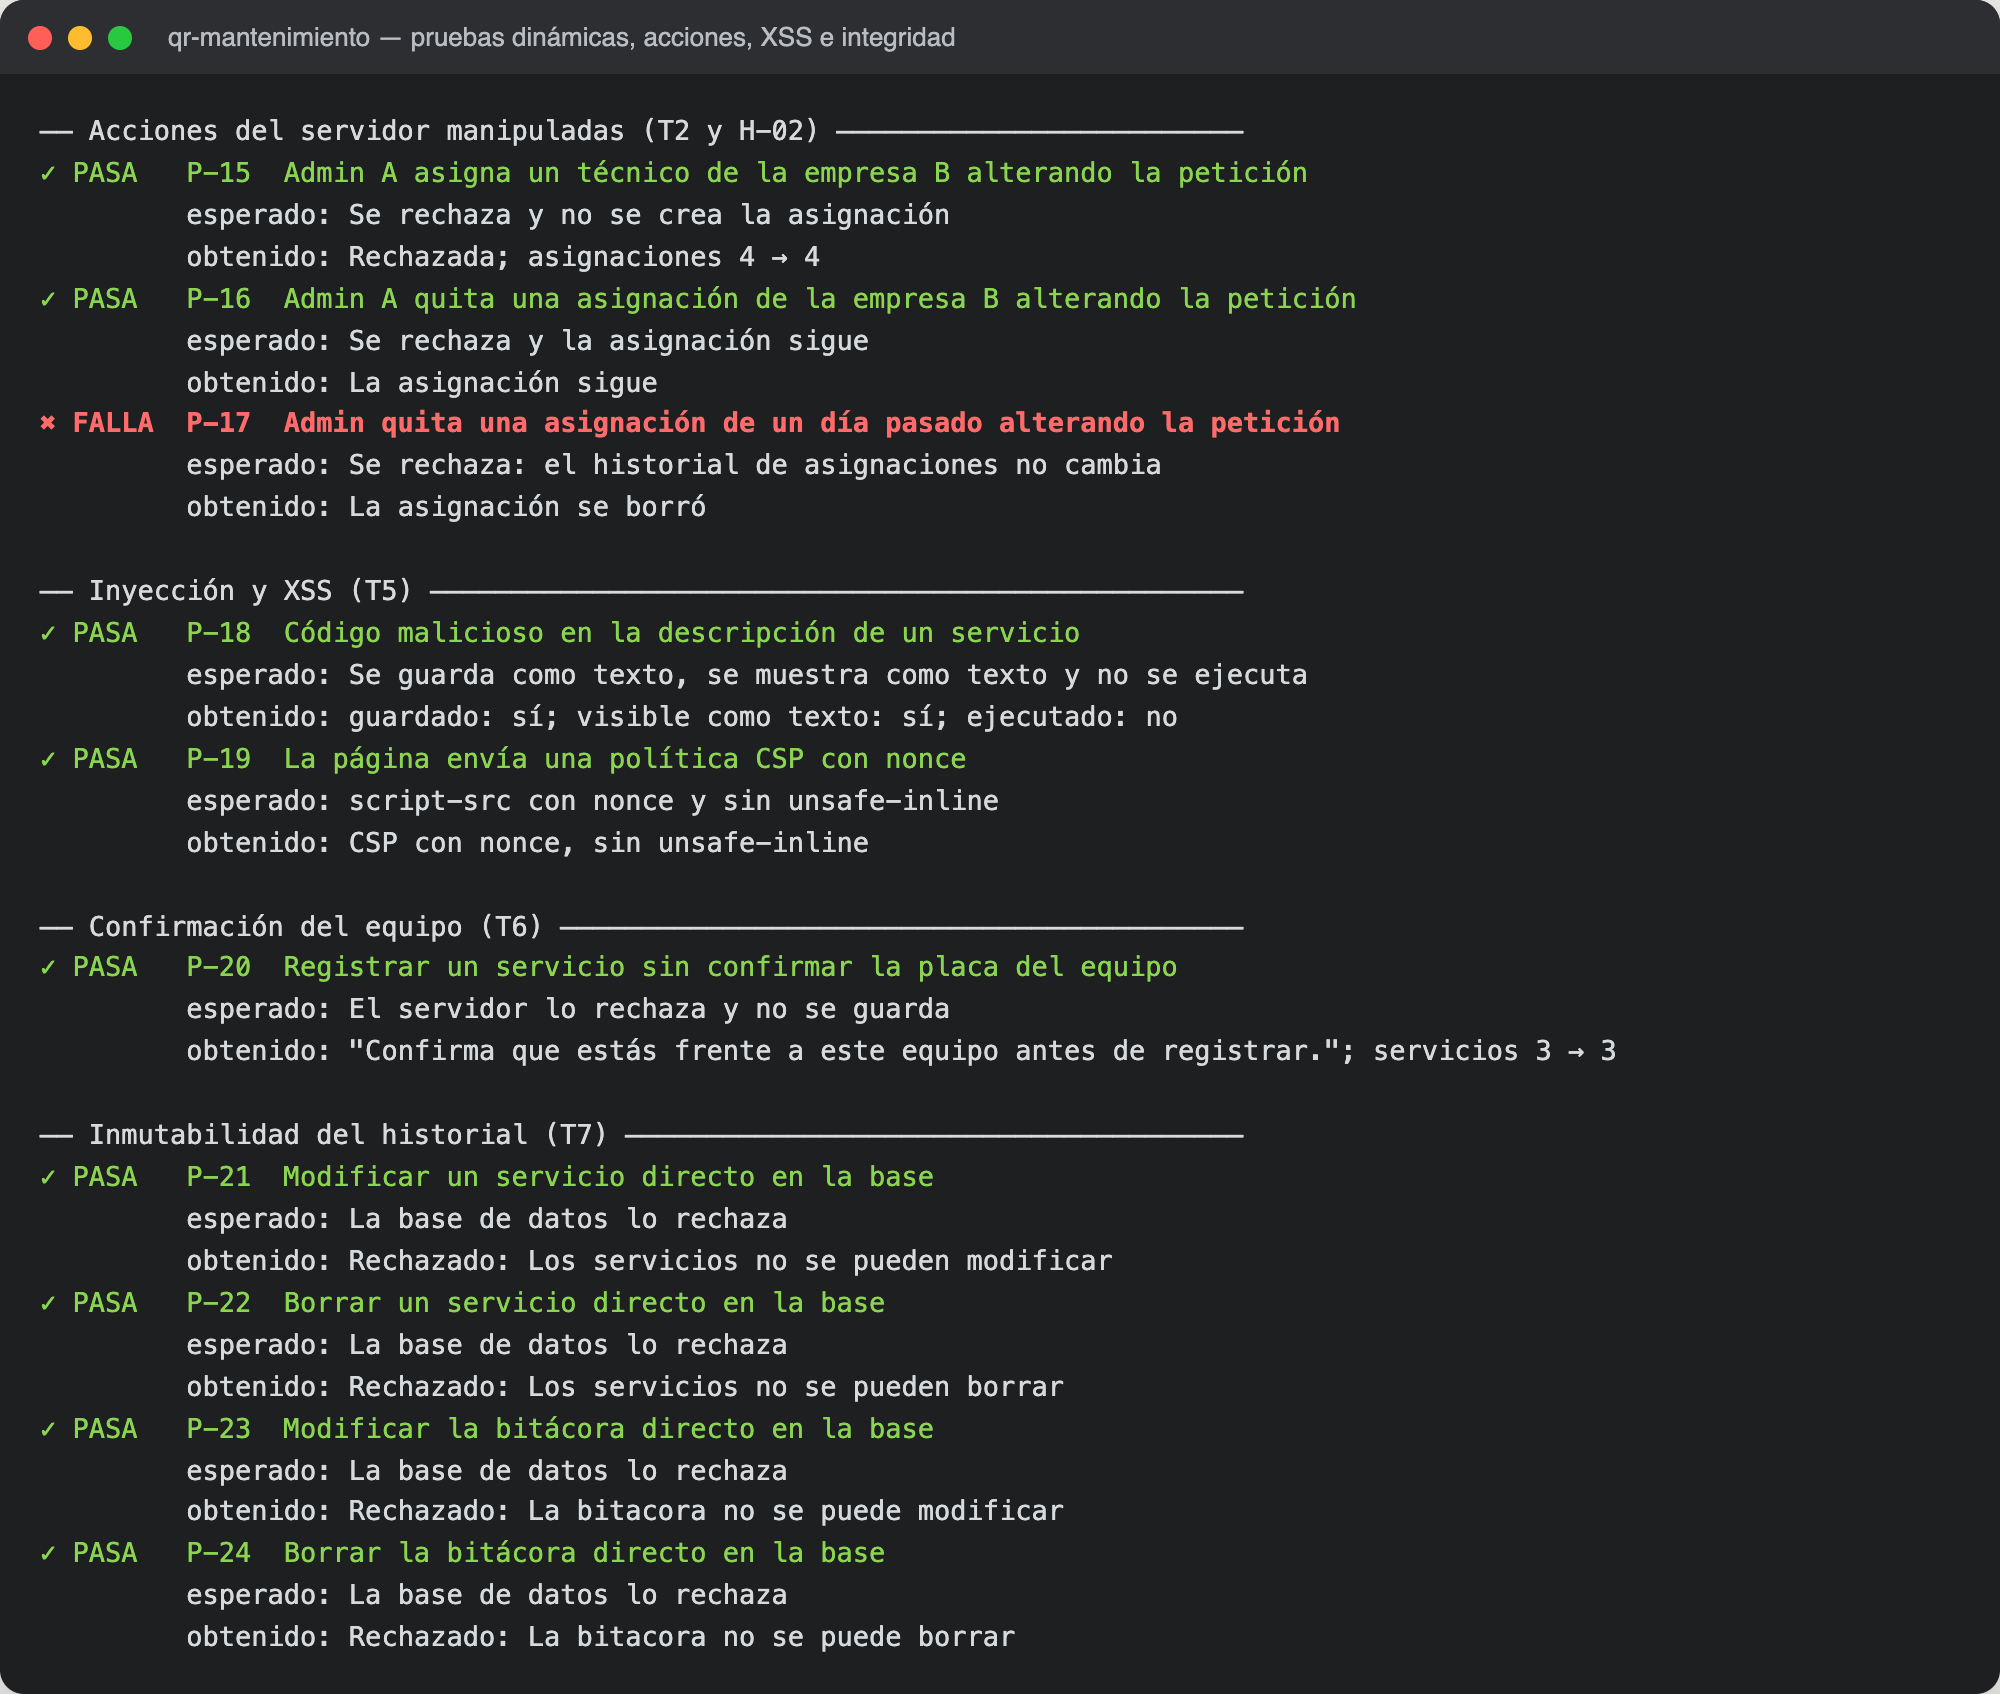 qr-mantenimiento — pruebas dinámicas, acciones, XSS e integridad
── Acciones del servidor manipuladas (T2 y H-02) ─────────────────────────
✓ PASA   P-15  Admin A asigna un técnico de la empresa B alterando la petición
esperado: Se rechaza y no se crea la asignación
obtenido: Rechazada; asignaciones 4 → 4
✓ PASA   P-16  Admin A quita una asignación de la empresa B alterando la petición
esperado: Se rechaza y la asignación sigue
obtenido: La asignación sigue
✖ FALLA  P-17  Admin quita una asignación de un día pasado alterando la petición
esperado: Se rechaza: el historial de asignaciones no cambia
obtenido: La asignación se borró
── Inyección y XSS (T5) ──────────────────────────────────────────────────
✓ PASA   P-18  Código malicioso en la descripción de un servicio
esperado: Se guarda como texto, se muestra como texto y no se ejecuta
obtenido: guardado: sí; visible como texto: sí; ejecutado: no
✓ PASA   P-19  La página envía una política CSP con nonce
esperado: script-src con nonce y sin unsafe-inline
obtenido: CSP con nonce, sin unsafe-inline
── Confirmación del equipo (T6) ──────────────────────────────────────────
✓ PASA   P-20  Registrar un servicio sin confirmar la placa del equipo
esperado: El servidor lo rechaza y no se guarda
obtenido: "Confirma que estás frente a este equipo antes de registrar."; servicios 3 → 3
── Inmutabilidad del historial (T7) ──────────────────────────────────────
✓ PASA   P-21  Modificar un servicio directo en la base
esperado: La base de datos lo rechaza
obtenido: Rechazado: Los servicios no se pueden modificar
✓ PASA   P-22  Borrar un servicio directo en la base
esperado: La base de datos lo rechaza
obtenido: Rechazado: Los servicios no se pueden borrar
✓ PASA   P-23  Modificar la bitácora directo en la base
esperado: La base de datos lo rechaza
obtenido: Rechazado: La bitacora no se puede modificar
✓ PASA   P-24  Borrar la bitácora directo en la base
esperado: La base de datos lo rechaza
obtenido: Rechazado: La bitacora no se puede borrar